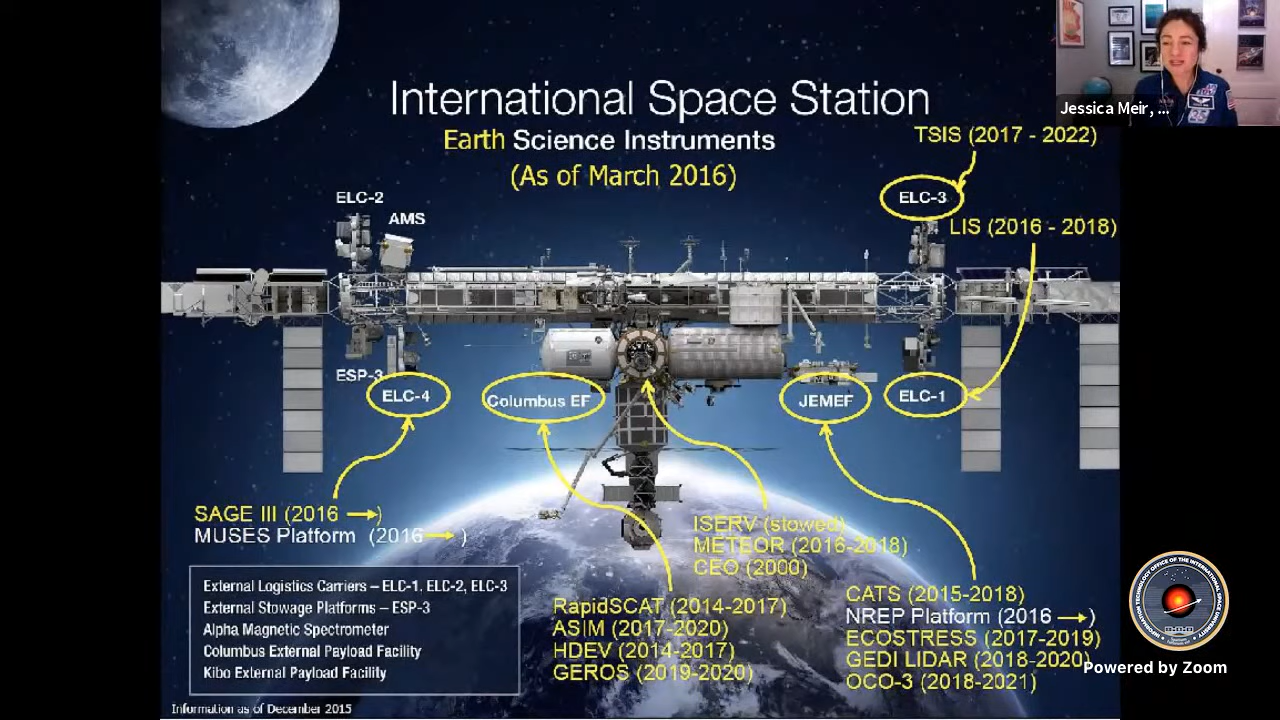 International Space Station
Earth Science Instruments
(As of March 2016)
Jessica Meir, ...
TSIS (2017 - 2022)
ELC-2
AMS
ELC-3
LIS (2016 - 2018)
ESP-3
ELC-4
Columbus EF
JEMEF
ELC-1
SAGE III (2016 → )
MUSES Platform (2016 → )
ISERV (stowed)
METEOR (2016-2018)
CEO (2000)
External Logistics Carriers – ELC-1, ELC-2, ELC-3
External Stowage Platforms – ESP-3
Alpha Magnetic Spectrometer
Columbus External Payload Facility
Kibo External Payload Facility
RapidSCAT (2014-2017)
ASIM (2017-2020)
HDEV (2014-2017)
GEROS (2019-2020)
CATS (2015-2018)
NREP Platform (2016 → )
ECOSTRESS (2017-2019)
GEDI LIDAR (2018-2020)
OCO-3 (2018-2021)
Powered by Zoom
Information as of December 2015